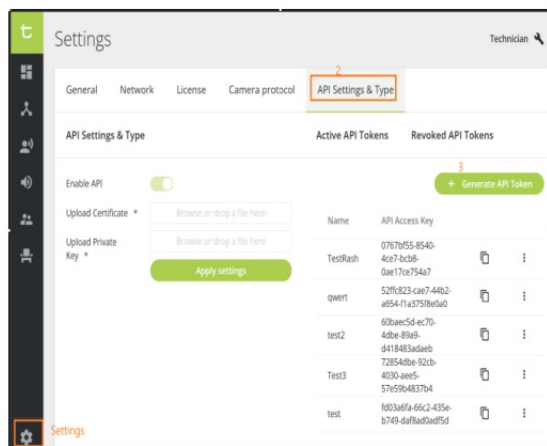 t
Settings
Technician
2
General Network License Camera protocol API Settings & Type
API Settings & Type
Active API Tokens Revoked API Tokens
3
+ Generate API Token
Enable API
Upload Certificate * Browse or drop a file here
Upload Private
Key * Browse or drop a file here
Apply settings
Name API Access Key
TestRash
0767bf55-8540-
4ce7-bcb8-
0ae17ce754a7
qwert
52ffc823-cae7-44b2-
a654-f1a375f8e0a0
test2
60baec5d-ec70-
4dbe-89a9-
d418483adaeb
Test3
72854dbe-92cb-
4030-aee5-
57e59b4837b4
test
fd03a6fa-66c2-435e-
b749-daf8ad0adf5d
Settings